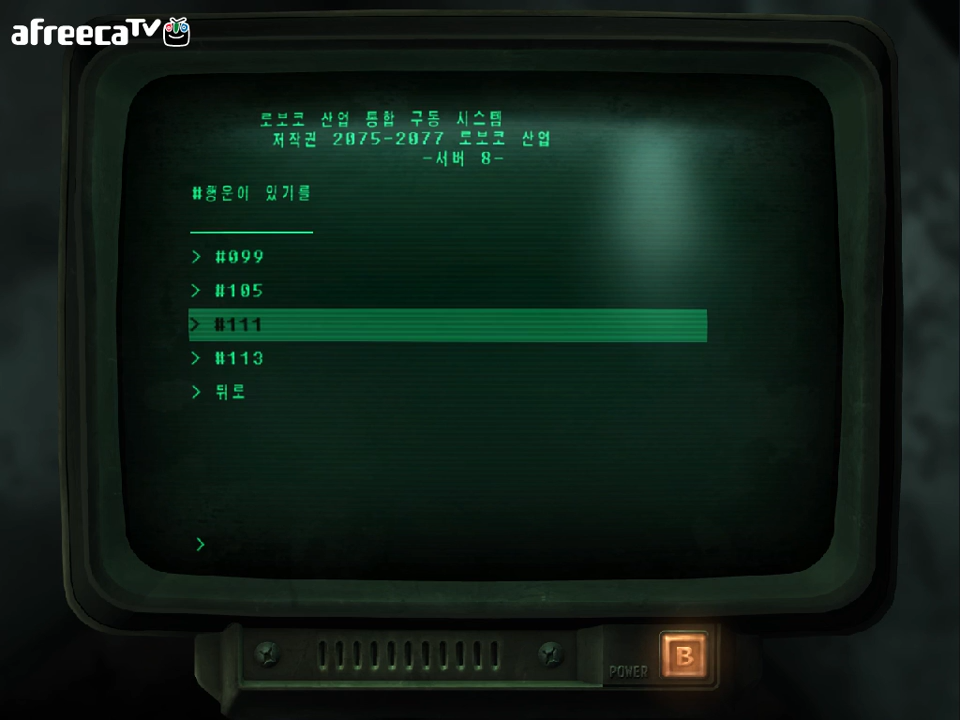 afreecaTV
로보코 산업 통합 구동 시스템
저작권 2075-2077 로보코 산업
-서버 8-
#행운이 있기를
> #099
> #105
> #111
> #113
> 뒤로
>
POWER B